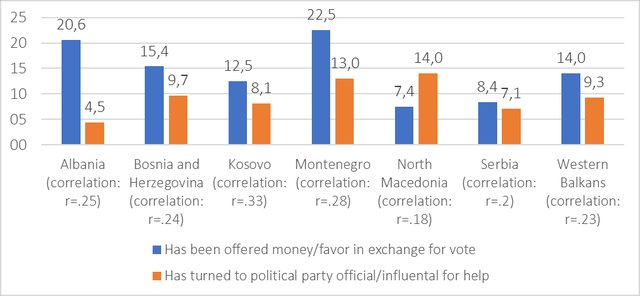 25
20
15
10
05
00
20,6
4,5
15,4
9,7
12,5
8,1
22,5
13,0
7,4
14,0
8,4
7,1
14,0
9,3
Albania
(correlation:
r=.25)
Bosnia and
Herzegovina
(correlation:
r=.24)
Kosovo
(correlation:
r=.33)
Montenegro
(correlation:
r=.28)
North
Macedonia
(correlation:
r=.18)
Serbia
(correlation:
r=.2)
Western
Balkans
(correlation:
r=.23)
Has been offered money/favor in exchange for vote
Has turned to political party official/influental for help